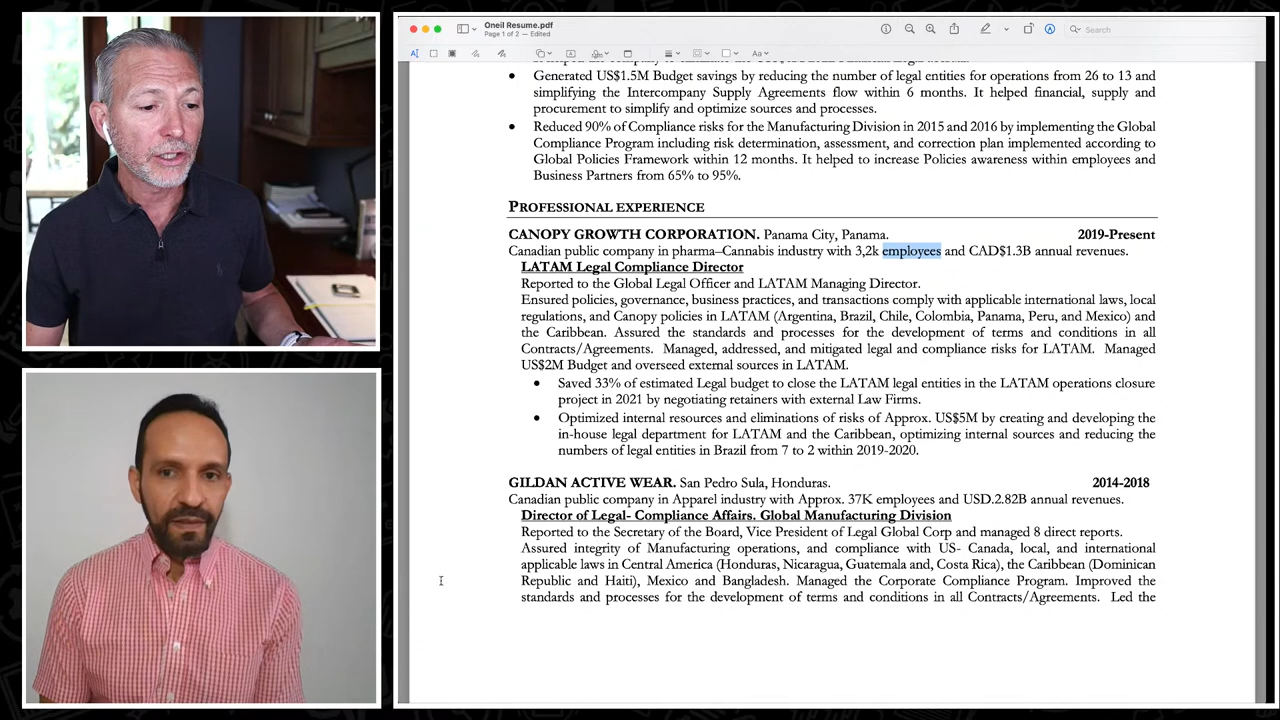 Oneil Resume.pdf
Page 1 of 2 — Edited
Search
Generated US$1.5M Budget savings by reducing the number of legal entities for operations from 26 to 13 and
simplifying the Intercompany Supply Agreements flow within 6 months. It helped financial, supply and
procurement to simplify and optimize sources and processes.
Reduced 90% of Compliance risks for the Manufacturing Division in 2015 and 2016 by implementing the Global
Compliance Program including risk determination, assessment, and correction plan implemented according to
Global Policies Framework within 12 months. It helped to increase Policies awareness within employees and
Business Partners from 65% to 95%.
PROFESSIONAL EXPERIENCE
CANOPY GROWTH CORPORATION. Panama City, Panama. 2019-Present
Canadian public company in pharma–Cannabis industry with 3,2k employees and CAD$1.3B annual revenues.
LATAM Legal Compliance Director
Reported to the Global Legal Officer and LATAM Managing Director.
Ensured policies, governance, business practices, and transactions comply with applicable international laws, local
regulations, and Canopy policies in LATAM (Argentina, Brazil, Chile, Colombia, Panama, Peru, and Mexico) and
the Caribbean. Assured the standards and processes for the development of terms and conditions in all
Contracts/Agreements. Managed, addressed, and mitigated legal and compliance risks for LATAM. Managed
US$2M Budget and overseed external sources in LATAM.
Saved 33% of estimated Legal budget to close the LATAM legal entities in the LATAM operations closure
project in 2021 by negotiating retainers with external Law Firms.
Optimized internal resources and eliminations of risks of Approx. US$5M by creating and developing the
in-house legal department for LATAM and the Caribbean, optimizing internal sources and reducing the
numbers of legal entities in Brazil from 7 to 2 within 2019-2020.
GILDAN ACTIVE WEAR. San Pedro Sula, Honduras. 2014-2018
Canadian public company in Apparel industry with Approx. 37K employees and USD.2.82B annual revenues.
Director of Legal- Compliance Affairs. Global Manufacturing Division
Reported to the Secretary of the Board, Vice President of Legal Global Corp and managed 8 direct reports.
Assured integrity of Manufacturing operations, and compliance with US- Canada, local, and international
applicable laws in Central America (Honduras, Nicaragua, Guatemala and, Costa Rica), the Caribbean (Dominican
Republic and Haiti), Mexico and Bangladesh. Managed the Corporate Compliance Program. Improved the
standards and processes for the development of terms and conditions in all Contracts/Agreements. Led the